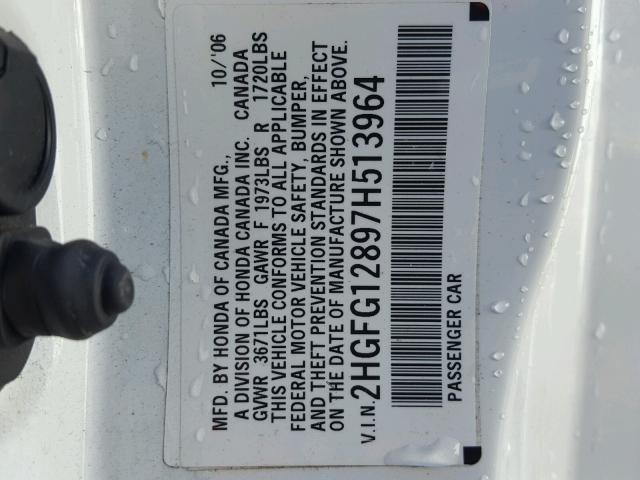 MFD. BY HONDA OF CANADA MFG., 10/'06
A DIVISION OF HONDA CANADA INC. CANADA
GVWR 3671LBS GAWR F 1973LBS R 1720LBS
THIS VEHICLE CONFORMS TO ALL APPLICABLE
FEDERAL MOTOR VEHICLE SAFETY, BUMPER,
AND THEFT PREVENTION STANDARDS IN EFFECT
ON THE DATE OF MANUFACTURE SHOWN ABOVE.
V.I.N. 2HGFG12897H513964
PASSENGER CAR